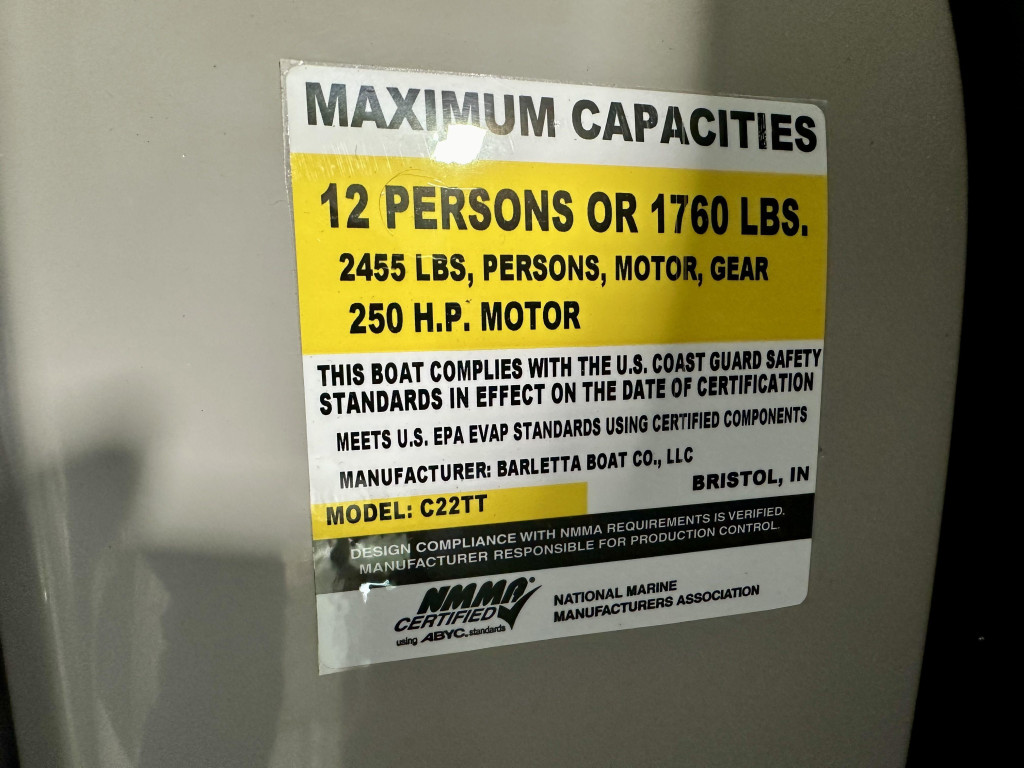 MAXIMUM CAPACITIES
12 PERSONS OR 1760 LBS.
2455 LBS, PERSONS, MOTOR, GEAR
250 H.P. MOTOR
THIS BOAT COMPLIES WITH THE U.S. COAST GUARD SAFETY
STANDARDS IN EFFECT ON THE DATE OF CERTIFICATION
MEETS U.S. EPA EVAP STANDARDS USING CERTIFIED COMPONENTS
MANUFACTURER: BARLETTA BOAT CO., LLC
BRISTOL, IN
MODEL: C22TT
DESIGN COMPLIANCE WITH NMMA REQUIREMENTS IS VERIFIED.
MANUFACTURER RESPONSIBLE FOR PRODUCTION CONTROL.
NMMA®
CERTIFIED
using ABYC. standards
NATIONAL MARINE
MANUFACTURERS ASSOCIATION